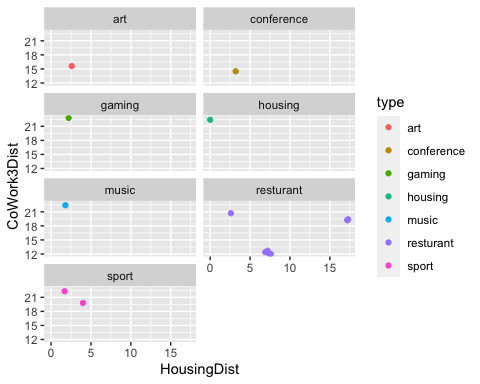 art conference
21
18
15
12
gaming housing
21
18
15
12
music resturant
21
18
15
12
0 5 10 15
sport
21
18
15
12
0 5 10 15
HousingDist
CoWork3Dist
type
art
conference
gaming
housing
music
resturant
sport